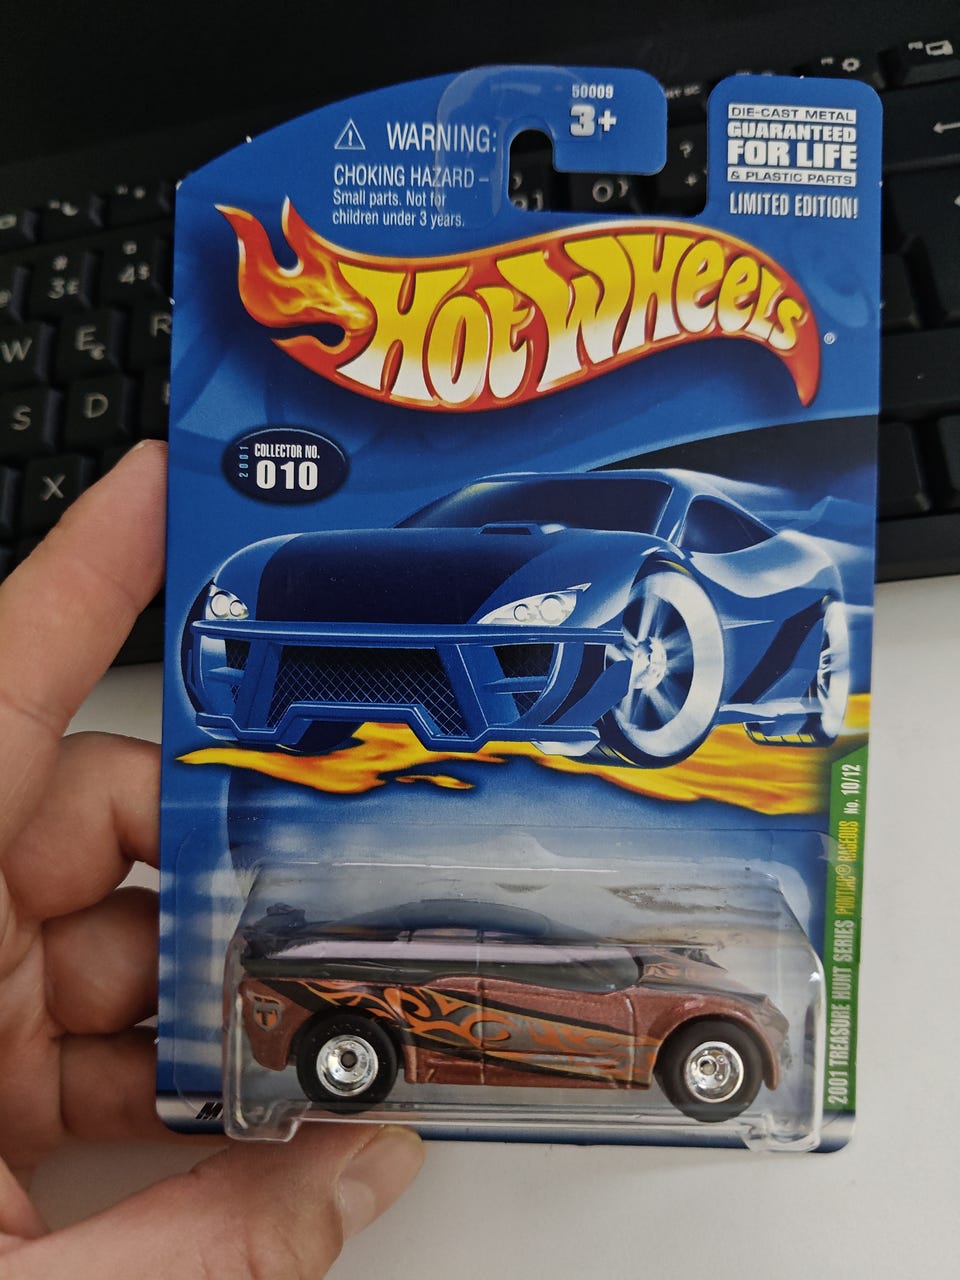 50009
3+
WARNING:
CHOKING HAZARD –
Small parts. Not for
children under 3 years.
DIE-CAST METAL
GUARANTEED
FOR LIFE
& PLASTIC PARTS
LIMITED EDITION!
HOT WHEELS®
2001
COLLECTOR NO.
010
2001 TREASURE HUNT SERIES PONTIAC® RAGEOUS No. 10/12
W
E
€
R
S
D
X
3
4
$
?